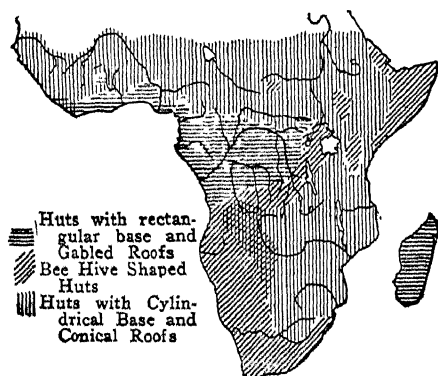 Huts with rectan-
gular base and
Gabled Roofs
Bee Hive Shaped
Huts
Huts with Cylin-
drical Base and
Conical Roofs